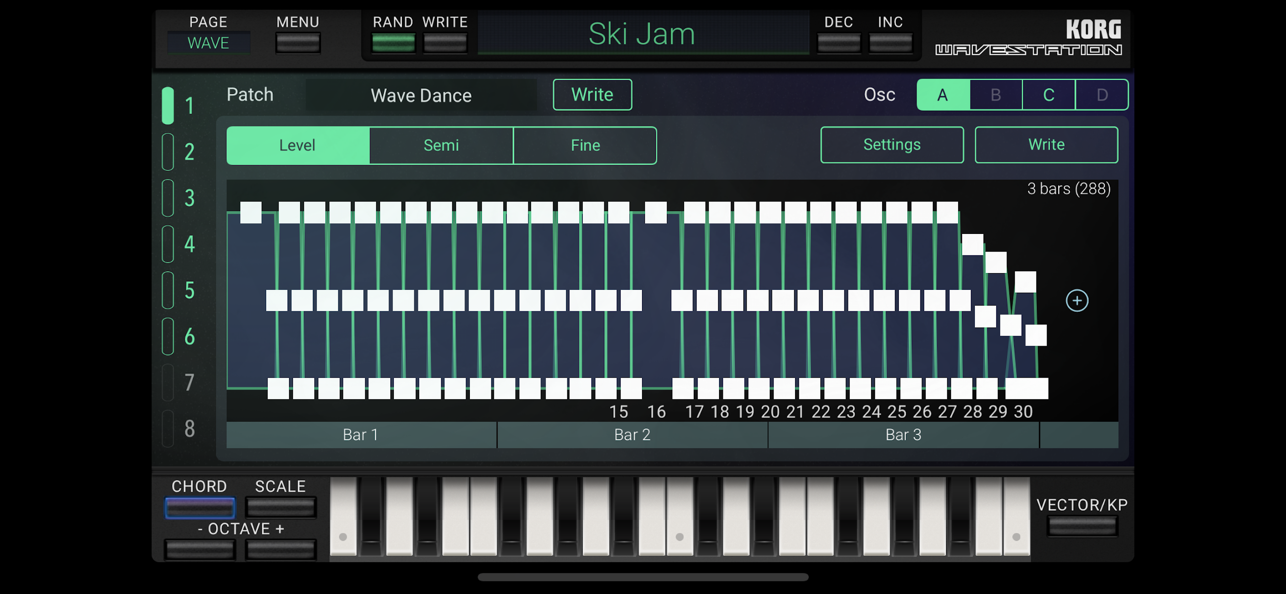 PAGE MENU RAND WRITE Ski Jam DEC INC KORG
WAVE WAVESTATION
1 Patch Wave Dance Write Osc A B C D
2 Level Semi Fine Settings Write
3 3 bars (288)
4
5
6
7
15 16 17 18 19 20 21 22 23 24 25 26 27 28 29 30
8 Bar 1 Bar 2 Bar 3
CHORD SCALE
- OCTAVE + VECTOR/KP